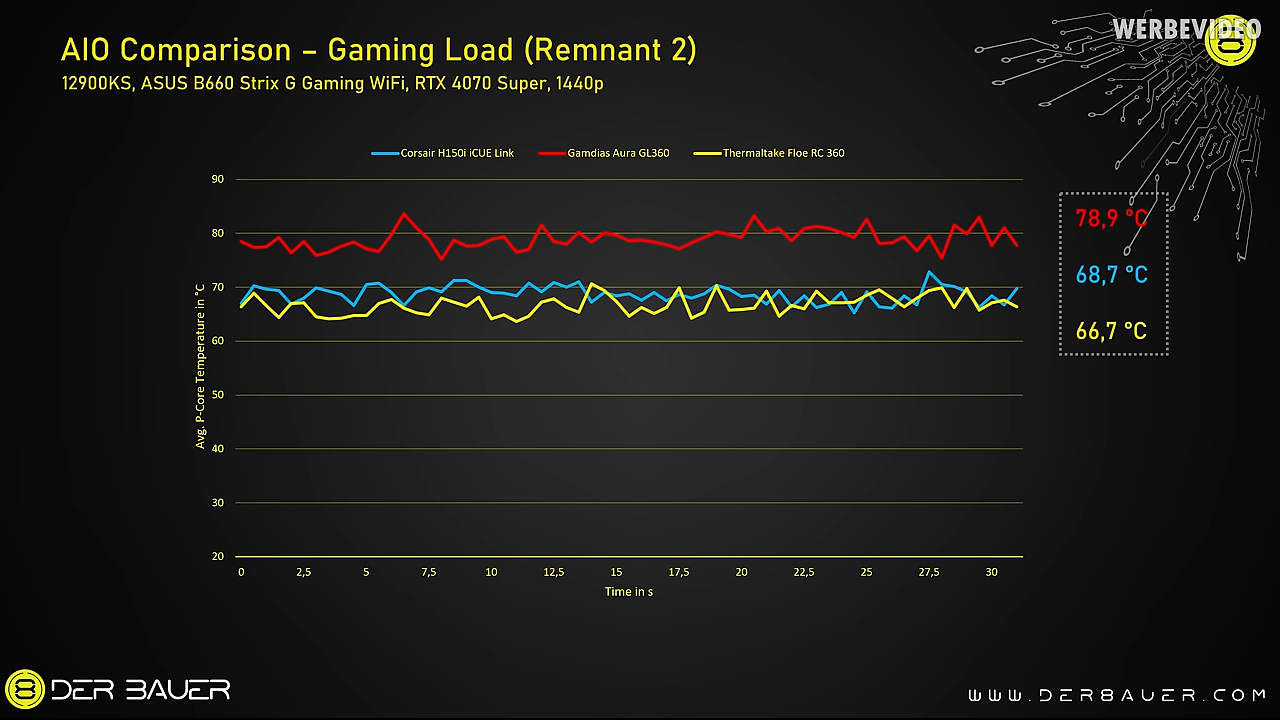 WERBEVIDEO
AIO Comparison – Gaming Load (Remnant 2)
12900KS, ASUS B660 Strix G Gaming WiFi, RTX 4070 Super, 1440p
Corsair H150i iCUE Link
Gamdias Aura GL360
Thermaltake Floe RC 360
Avg. P-Core Temperature in °C
90
80
70
60
50
40
30
20
0 2,5 5 7,5 10 12,5 15 17,5 20 22,5 25 27,5 30
Time in s
78,9 °C
68,7 °C
66,7 °C
8 DER BAUER
WWW.DER8AUER.COM